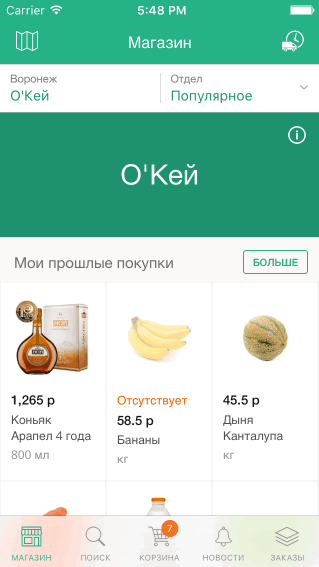 Carrier 5:48 PM
Магазин
Воронеж
Отдел
О'Кей
Популярное
О'Кей
Мои прошлые покупки
БОЛЬШЕ
1,265 р
Коньяк
Арапел 4 года
800 мл
Отсутствует
58.5 р
Бананы
кг
45.5 р
Дыня
Канталупа
кг
7
МАГАЗИН
ПОИСК
КОРЗИНА
НОВОСТИ
ЗАКАЗЫ